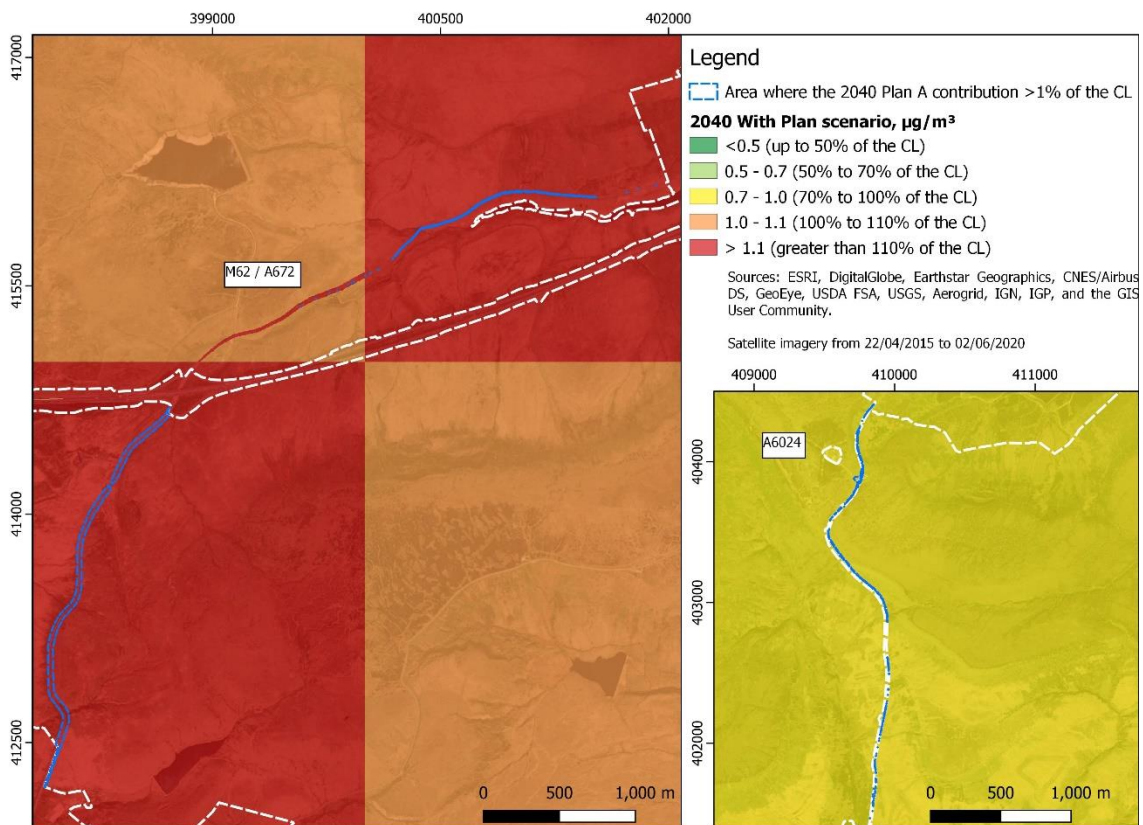 399000
400500
402000
417000
415500
414000
412500
M62 / A672
0 500 1,000 m
Legend
Area where the 2040 Plan A contribution >1% of the CL
2040 With Plan scenario, µg/m³
<0.5 (up to 50% of the CL)
0.5 - 0.7 (50% to 70% of the CL)
0.7 - 1.0 (70% to 100% of the CL)
1.0 - 1.1 (100% to 110% of the CL)
> 1.1 (greater than 110% of the CL)
Sources: ESRI, DigitalGlobe, Earthstar Geographics, CNES/Airbus
DS, GeoEye, USDA FSA, USGS, Aerogrid, IGN, IGP, and the GIS
User Community.
Satellite imagery from 22/04/2015 to 02/06/2020
409000
410000
411000
404000
403000
402000
A6024
0 500 1,000 m